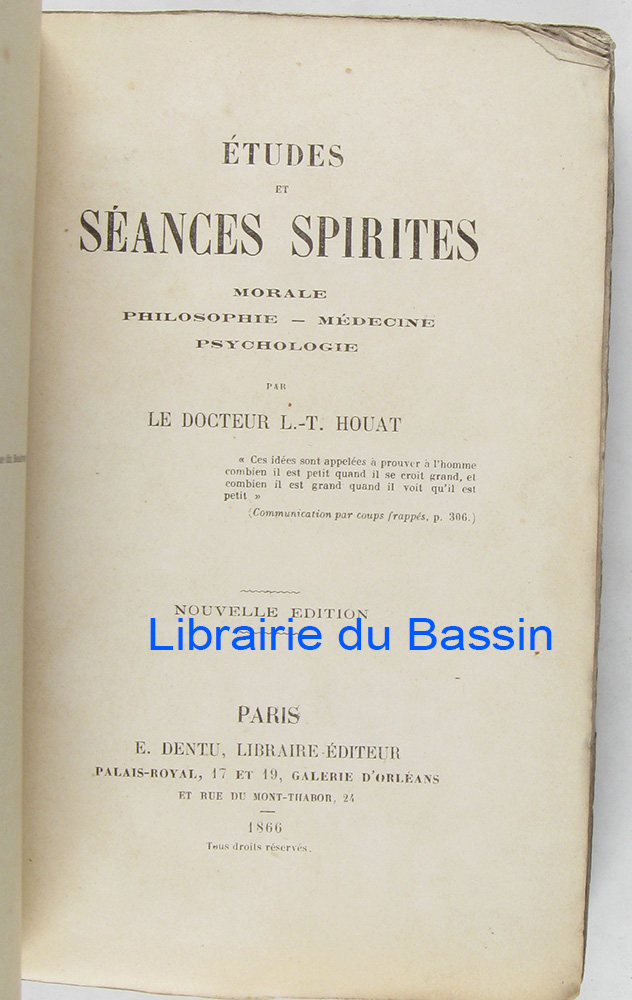 ÉTUDES
ET
SÉANCES SPIRITES
MORALE
PHILOSOPHIE — MÉDECINE
PSYCHOLOGIE
PAR
LE DOCTEUR L.-T. HOUAT
« Ces idées sont appelées à prouver à l'homme
combien il est petit quand il se croit grand, et
combien il est grand quand il voit qu'il est
petit »
(Communication par coups frappés, p. 306.)
NOUVELLE EDITION
Librairie du Bassin
PARIS
E. DENTU, LIBRAIRE-ÉDITEUR
PALAIS-ROYAL, 17 ET 19, GALERIE D'ORLÉANS
ET RUE DU MONT-THABOR, 24
1866
Tous droits réservés.